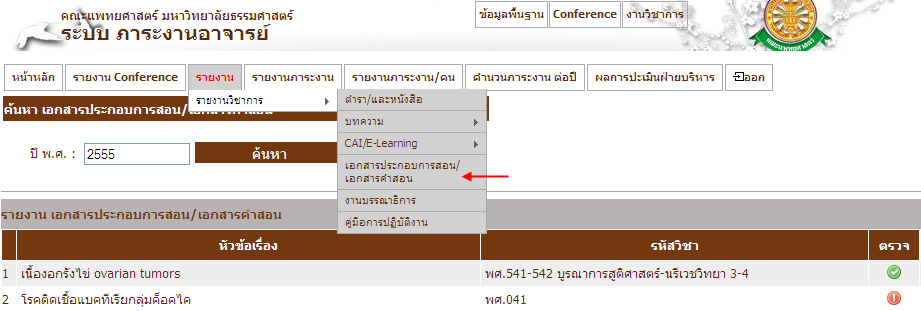 คณะแพทยศาสตร์ มหาวิทยาลัยธรรมศาสตร์
ระบบ ภาระงานอาจารย์
ข้อมูลพื้นฐาน Conference งานวิชาการ
หน้าหลัก รายงาน Conference รายงาน รายงานภาระงาน รายงานภาระงาน/คน คำนวนภาระงาน ต่อปี ผลการประเมินฝ่ายบริหาร ออก
รายงานวิชาการ
ตำรา/และหนังสือ
บทความ
CAI/E-Learning
เอกสารประกอบการสอน/
เอกสารคำสอน
งานบรรณาธิการ
คู่มือการปฏิบัติงาน
ค้นหา เอกสารประกอบการสอน/เอกสารคำสอน
ปี พ.ศ. : 2555 ค้นหา
รายงาน เอกสารประกอบการสอน/เอกสารคำสอน
หัวข้อเรื่อง รหัสวิชา ตรวจ
1 เนื้องอกรังไข่ ovarian tumors พศ.541-542 บูรณาการสูติศาสตร์-นรีเวชวิทยา 3-4
2 โรคติดเชื้อแบคทีเรียกลุ่มค็อคไค พศ.041